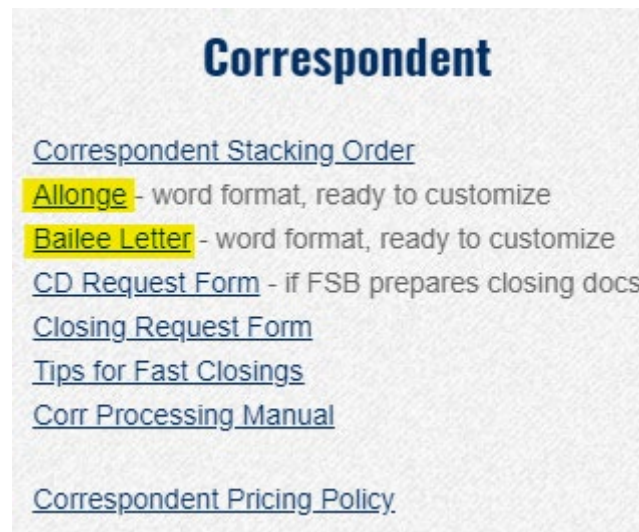 Correspondent
Correspondent Stacking Order
Allonge - word format, ready to customize
Bailee Letter - word format, ready to customize
CD Request Form - if FSB prepares closing docs
Closing Request Form
Tips for Fast Closings
Corr Processing Manual
Correspondent Pricing Policy